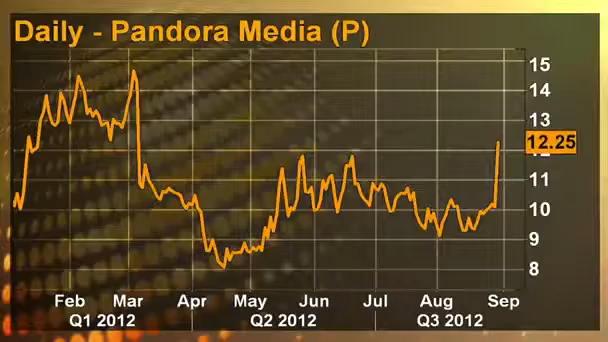 Daily - Pandora Media (P)
15
14
13
12.25
11
10
9
8
Feb Mar Apr May Jun Jul Aug Sep
Q1 2012 Q2 2012 Q3 2012